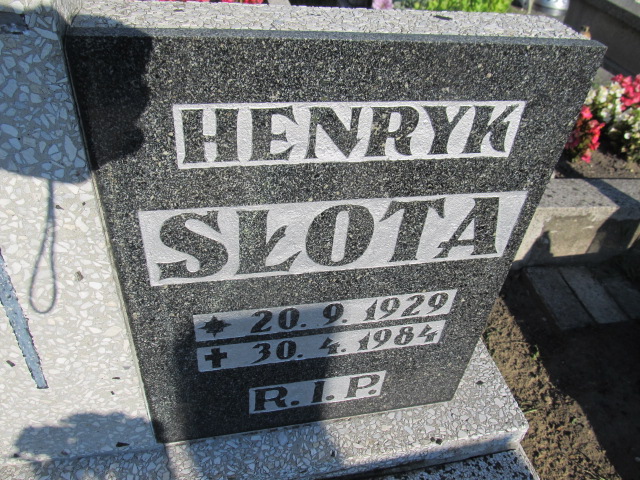 HENRYK
SŁOTA
* 20. 9. 1929
✝ 30. 4. 1984
R.I.P.